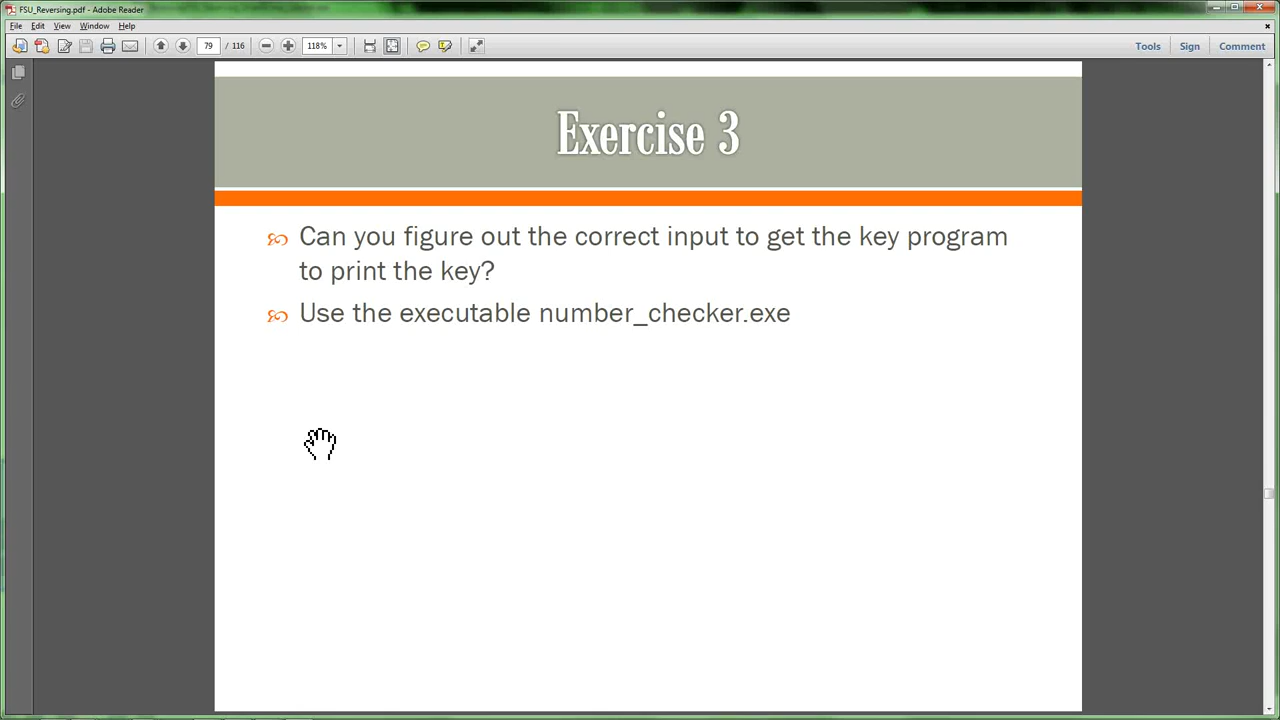 FSU_Reversing.pdf - Adobe Reader
File Edit View Window Help
79 / 116 118% Tools Sign Comment
Exercise 3
Can you figure out the correct input to get the key program
to print the key?
Use the executable number_checker.exe